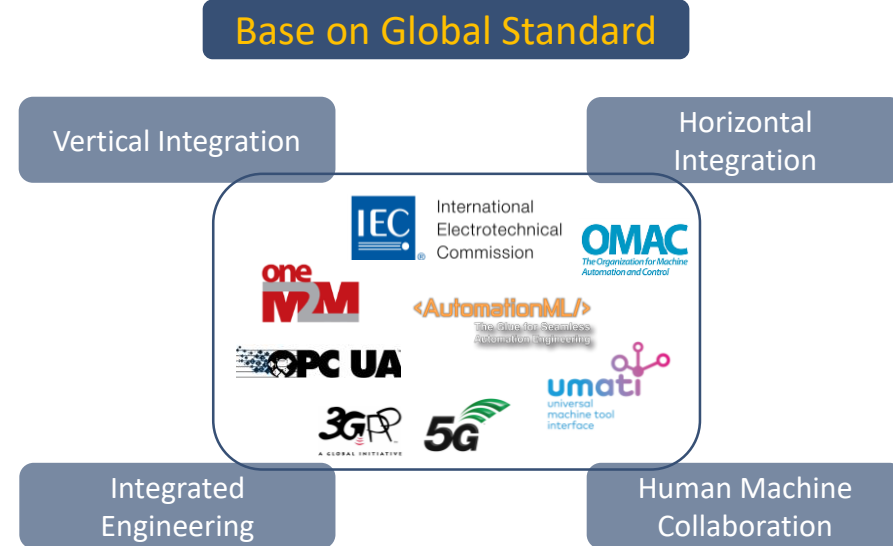 Base on Global Standard
Vertical Integration
Horizontal
Integration
IEC
®
International
Electrotechnical
Commission
OMAC
The Organization for Machine
Automation and Control
one
M2M
<AutomationML/>
The Glue for Seamless
Automation Engineering
OPC UA
umati
universal
machine tool
interface
3GPP
A GLOBAL INITIATIVE
5G
Integrated
Engineering
Human Machine
Collaboration